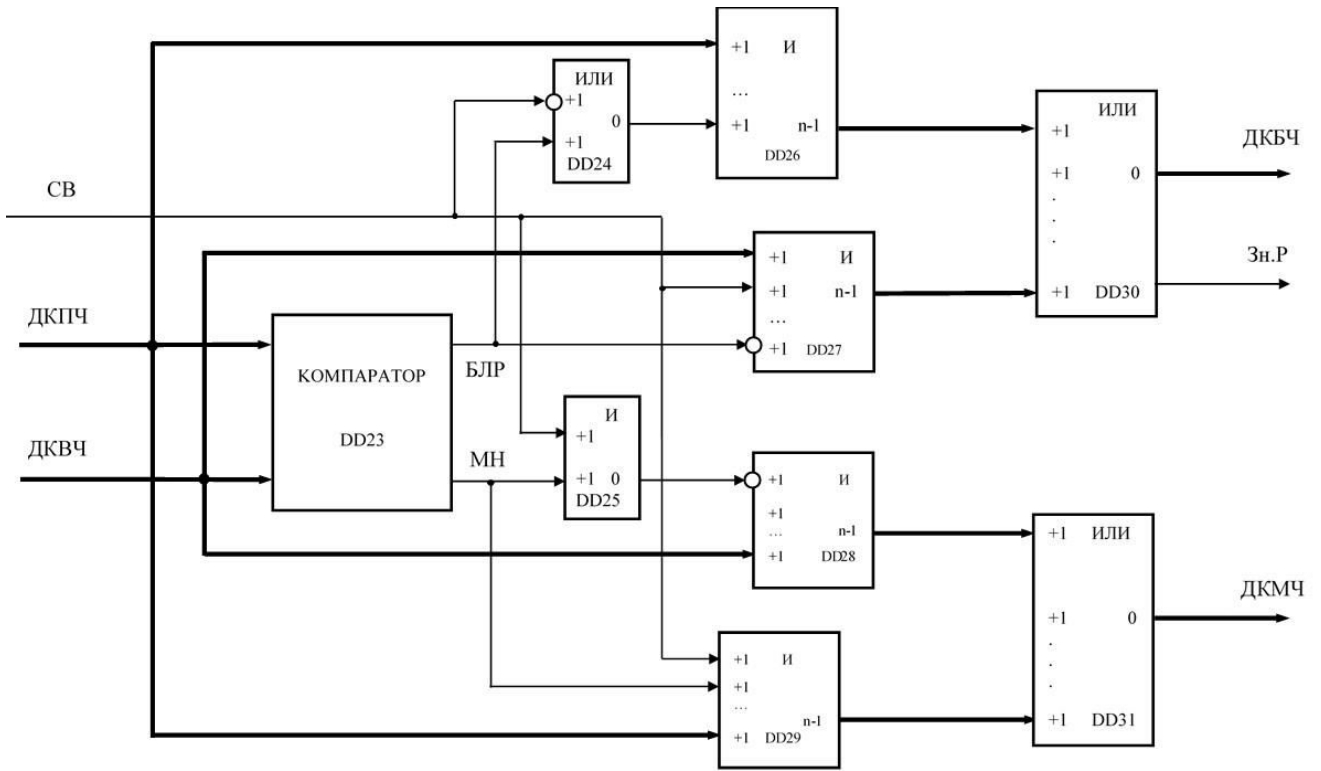 +1 И
...
+1 n-1
DD26
ИЛИ
+1
0
+1
DD24
ИЛИ
+1
+1 0
.
.
.
+1 DD30
ДКБЧ
Зн.Р
СВ
+1 И
+1 n-1
...
+1 DD27
ДКПЧ
ДКВЧ
КОМПАРАТОР
DD23
БЛР
МН
И
+1
+1 0
DD25
+1 И
+1
... n-1
+1 DD28
+1 И
+1
...
n-1
+1 DD29
+1 ИЛИ
+1 0
.
.
.
+1 DD31
ДКМЧ